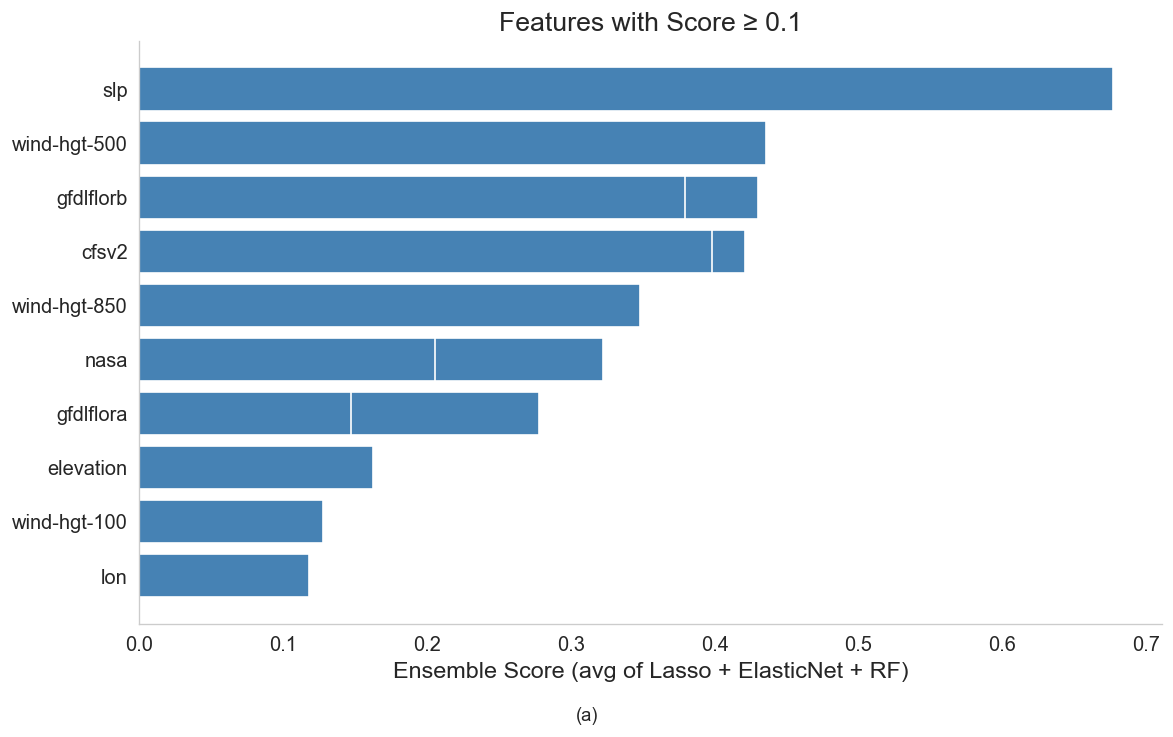 Features with Score ≥ 0.1
slp
wind-hgt-500
gfdlflorb
cfsv2
wind-hgt-850
nasa
gfdlflora
elevation
wind-hgt-100
lon
0.0 0.1 0.2 0.3 0.4 0.5 0.6 0.7
Ensemble Score (avg of Lasso + ElasticNet + RF)
(a)